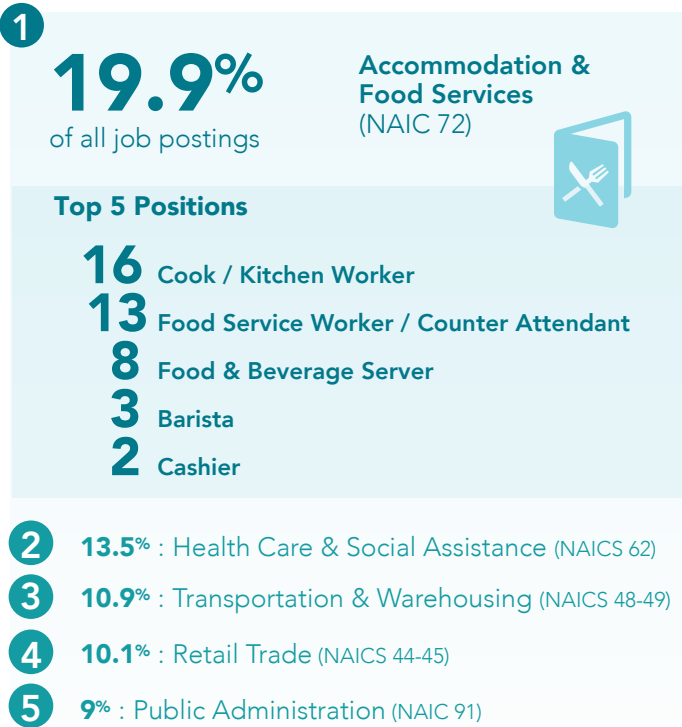 1
19.9%
of all job postings
Accommodation &
Food Services
(NAIC 72)
Top 5 Positions
16 Cook / Kitchen Worker
13 Food Service Worker / Counter Attendant
8 Food & Beverage Server
3 Barista
2 Cashier
2 13.5% : Health Care & Social Assistance (NAICS 62)
3 10.9% : Transportation & Warehousing (NAICS 48-49)
4 10.1% : Retail Trade (NAICS 44-45)
5 9% : Public Administration (NAIC 91)